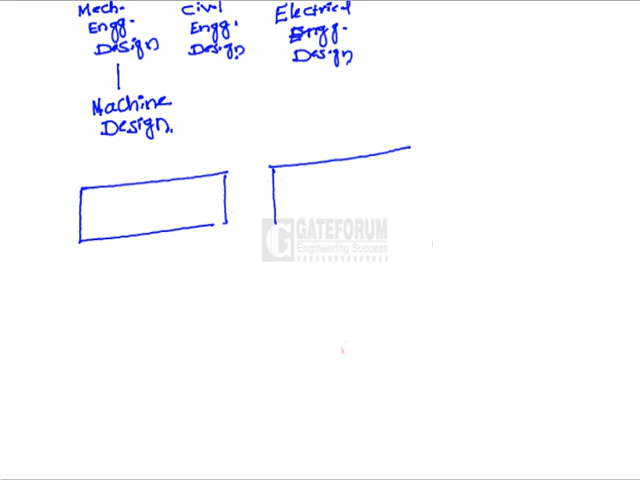 Mech. Civil Electrical
Engg. Engg. Engg.
Design Design Design
Machine
Design.
GATEFORUM
Engineering Success